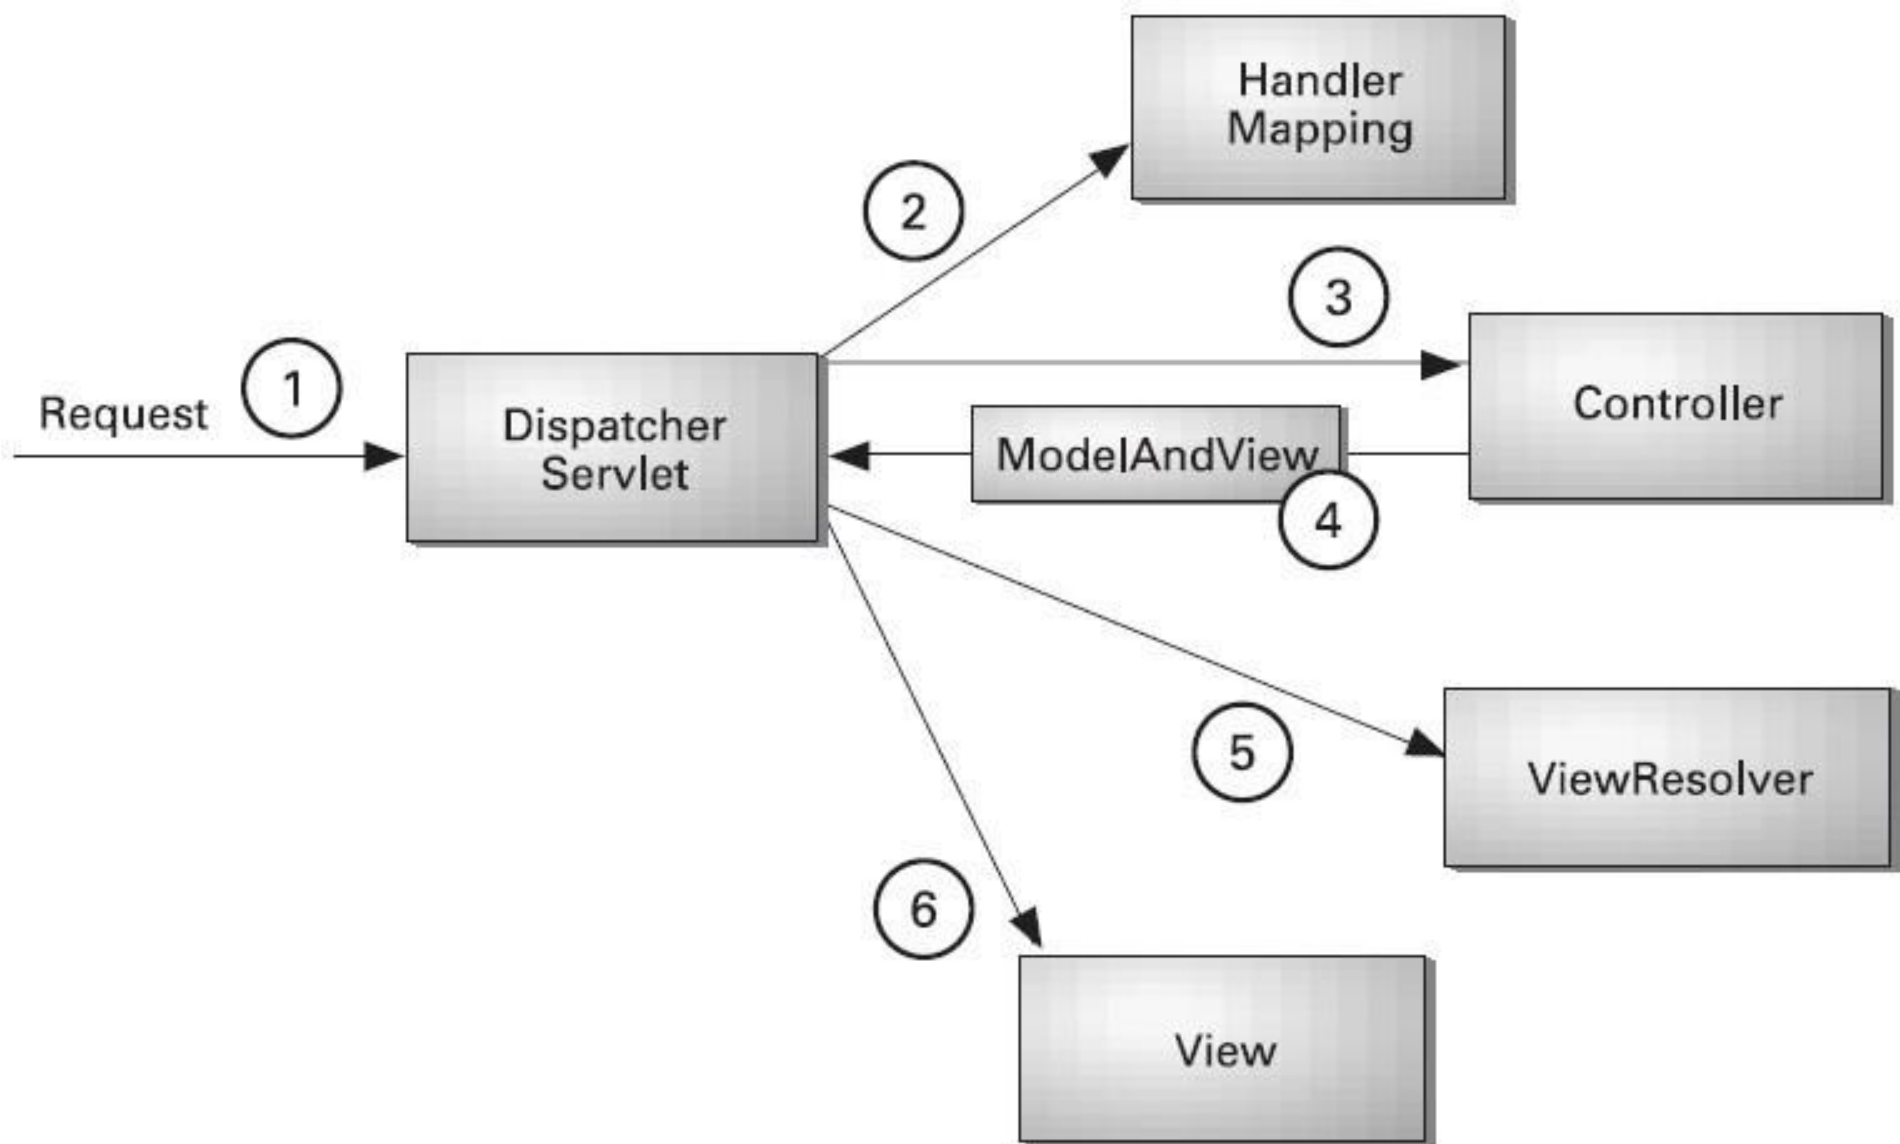 Handler
Mapping
2
3
Request
1
Dispatcher
Servlet
Controller
ModelAndView
4
5
ViewResolver
6
View